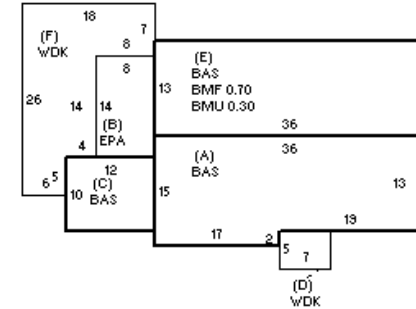 18
7
(F)
WDK
8
8
(E)
BAS
BMF 0.70
BMU 0.30
13
26
14
14
(B)
EPA
36
36
4
12
(A)
BAS
5
6
(C)
BAS
10
15
13
19
17
2
5
7
(D)
WDK